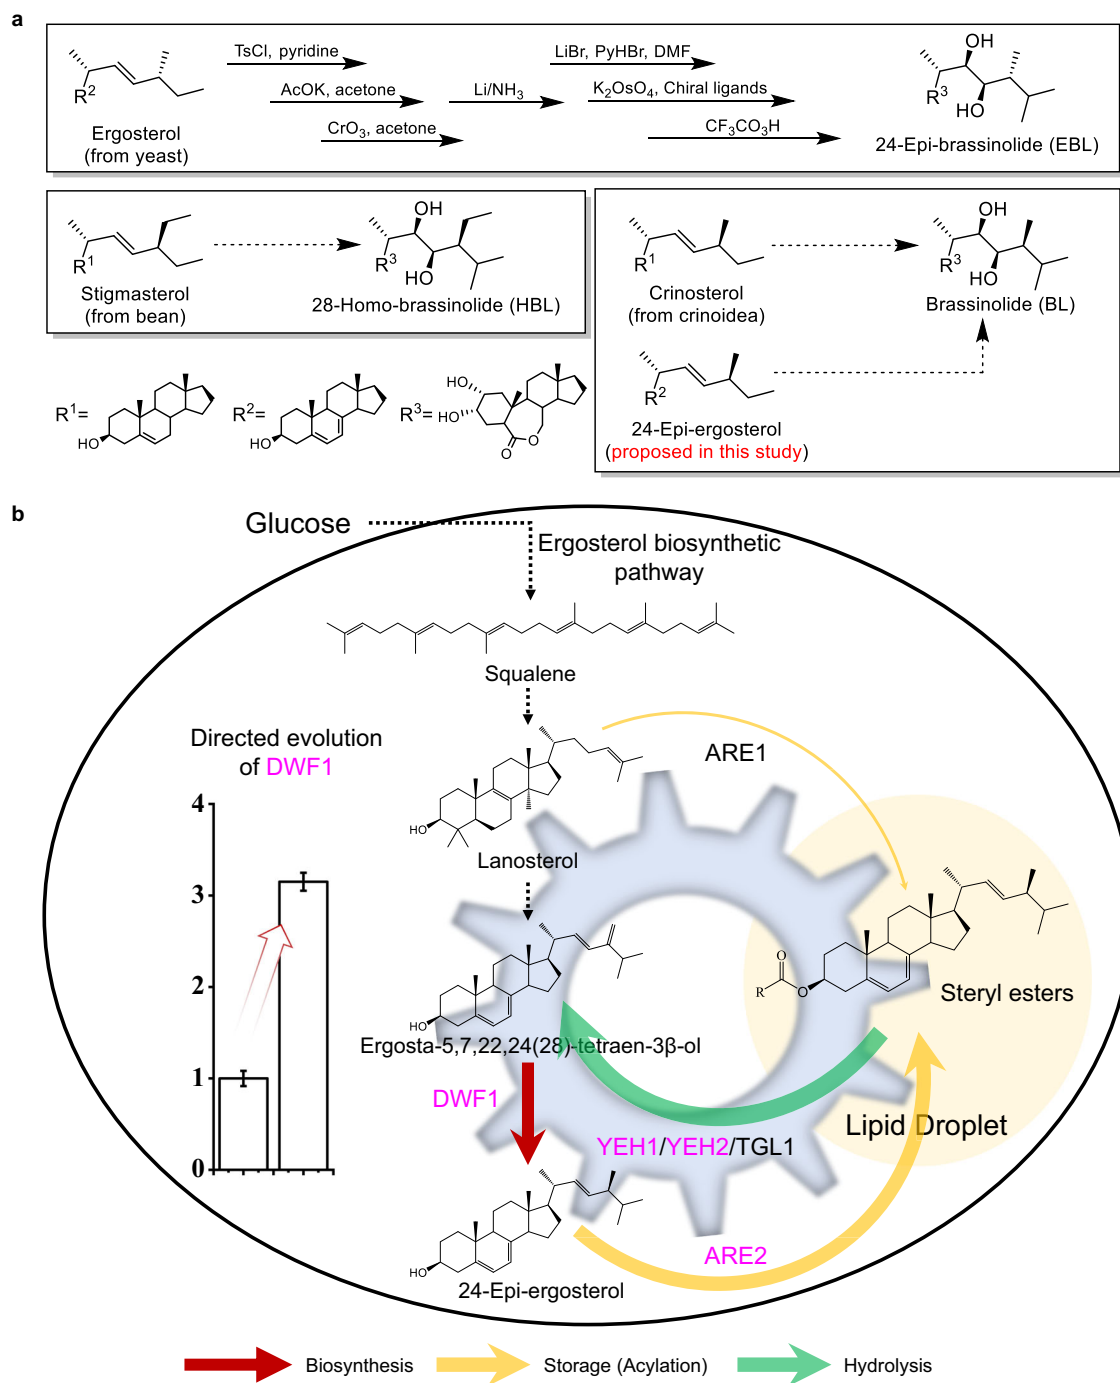 a
TsCl, pyridine
LiBr, PyHBr, DMF
AcOK, acetone
Li/NH₃
K₂OsO₄, Chiral ligands
CrO₃, acetone
CF₃CO₃H
R²
Ergosterol
(from yeast)
OH
R³
HO
24-Epi-brassinolide (EBL)
R¹
Stigmasterol
(from bean)
OH
R³
HO
28-Homo-brassinolide (HBL)
R¹
Crinosterol
(from crinoidea)
OH
R³
HO
Brassinolide (BL)
R²
24-Epi-ergosterol
(proposed in this study)
R¹=
HO
R²=
HO
R³=
HO
HO
O
O
b
Glucose
Ergosterol biosynthetic
pathway
Squalene
Directed evolution
of DWF1
4
3
2
1
0
HO
Lanosterol
ARE1
HO
Ergosta-5,7,22,24(28)-tetraen-3β-ol
O
R
O
Steryl esters
DWF1
YEH1/YEH2/TGL1
Lipid Droplet
ARE2
HO
24-Epi-ergosterol
Biosynthesis
Storage (Acylation)
Hydrolysis